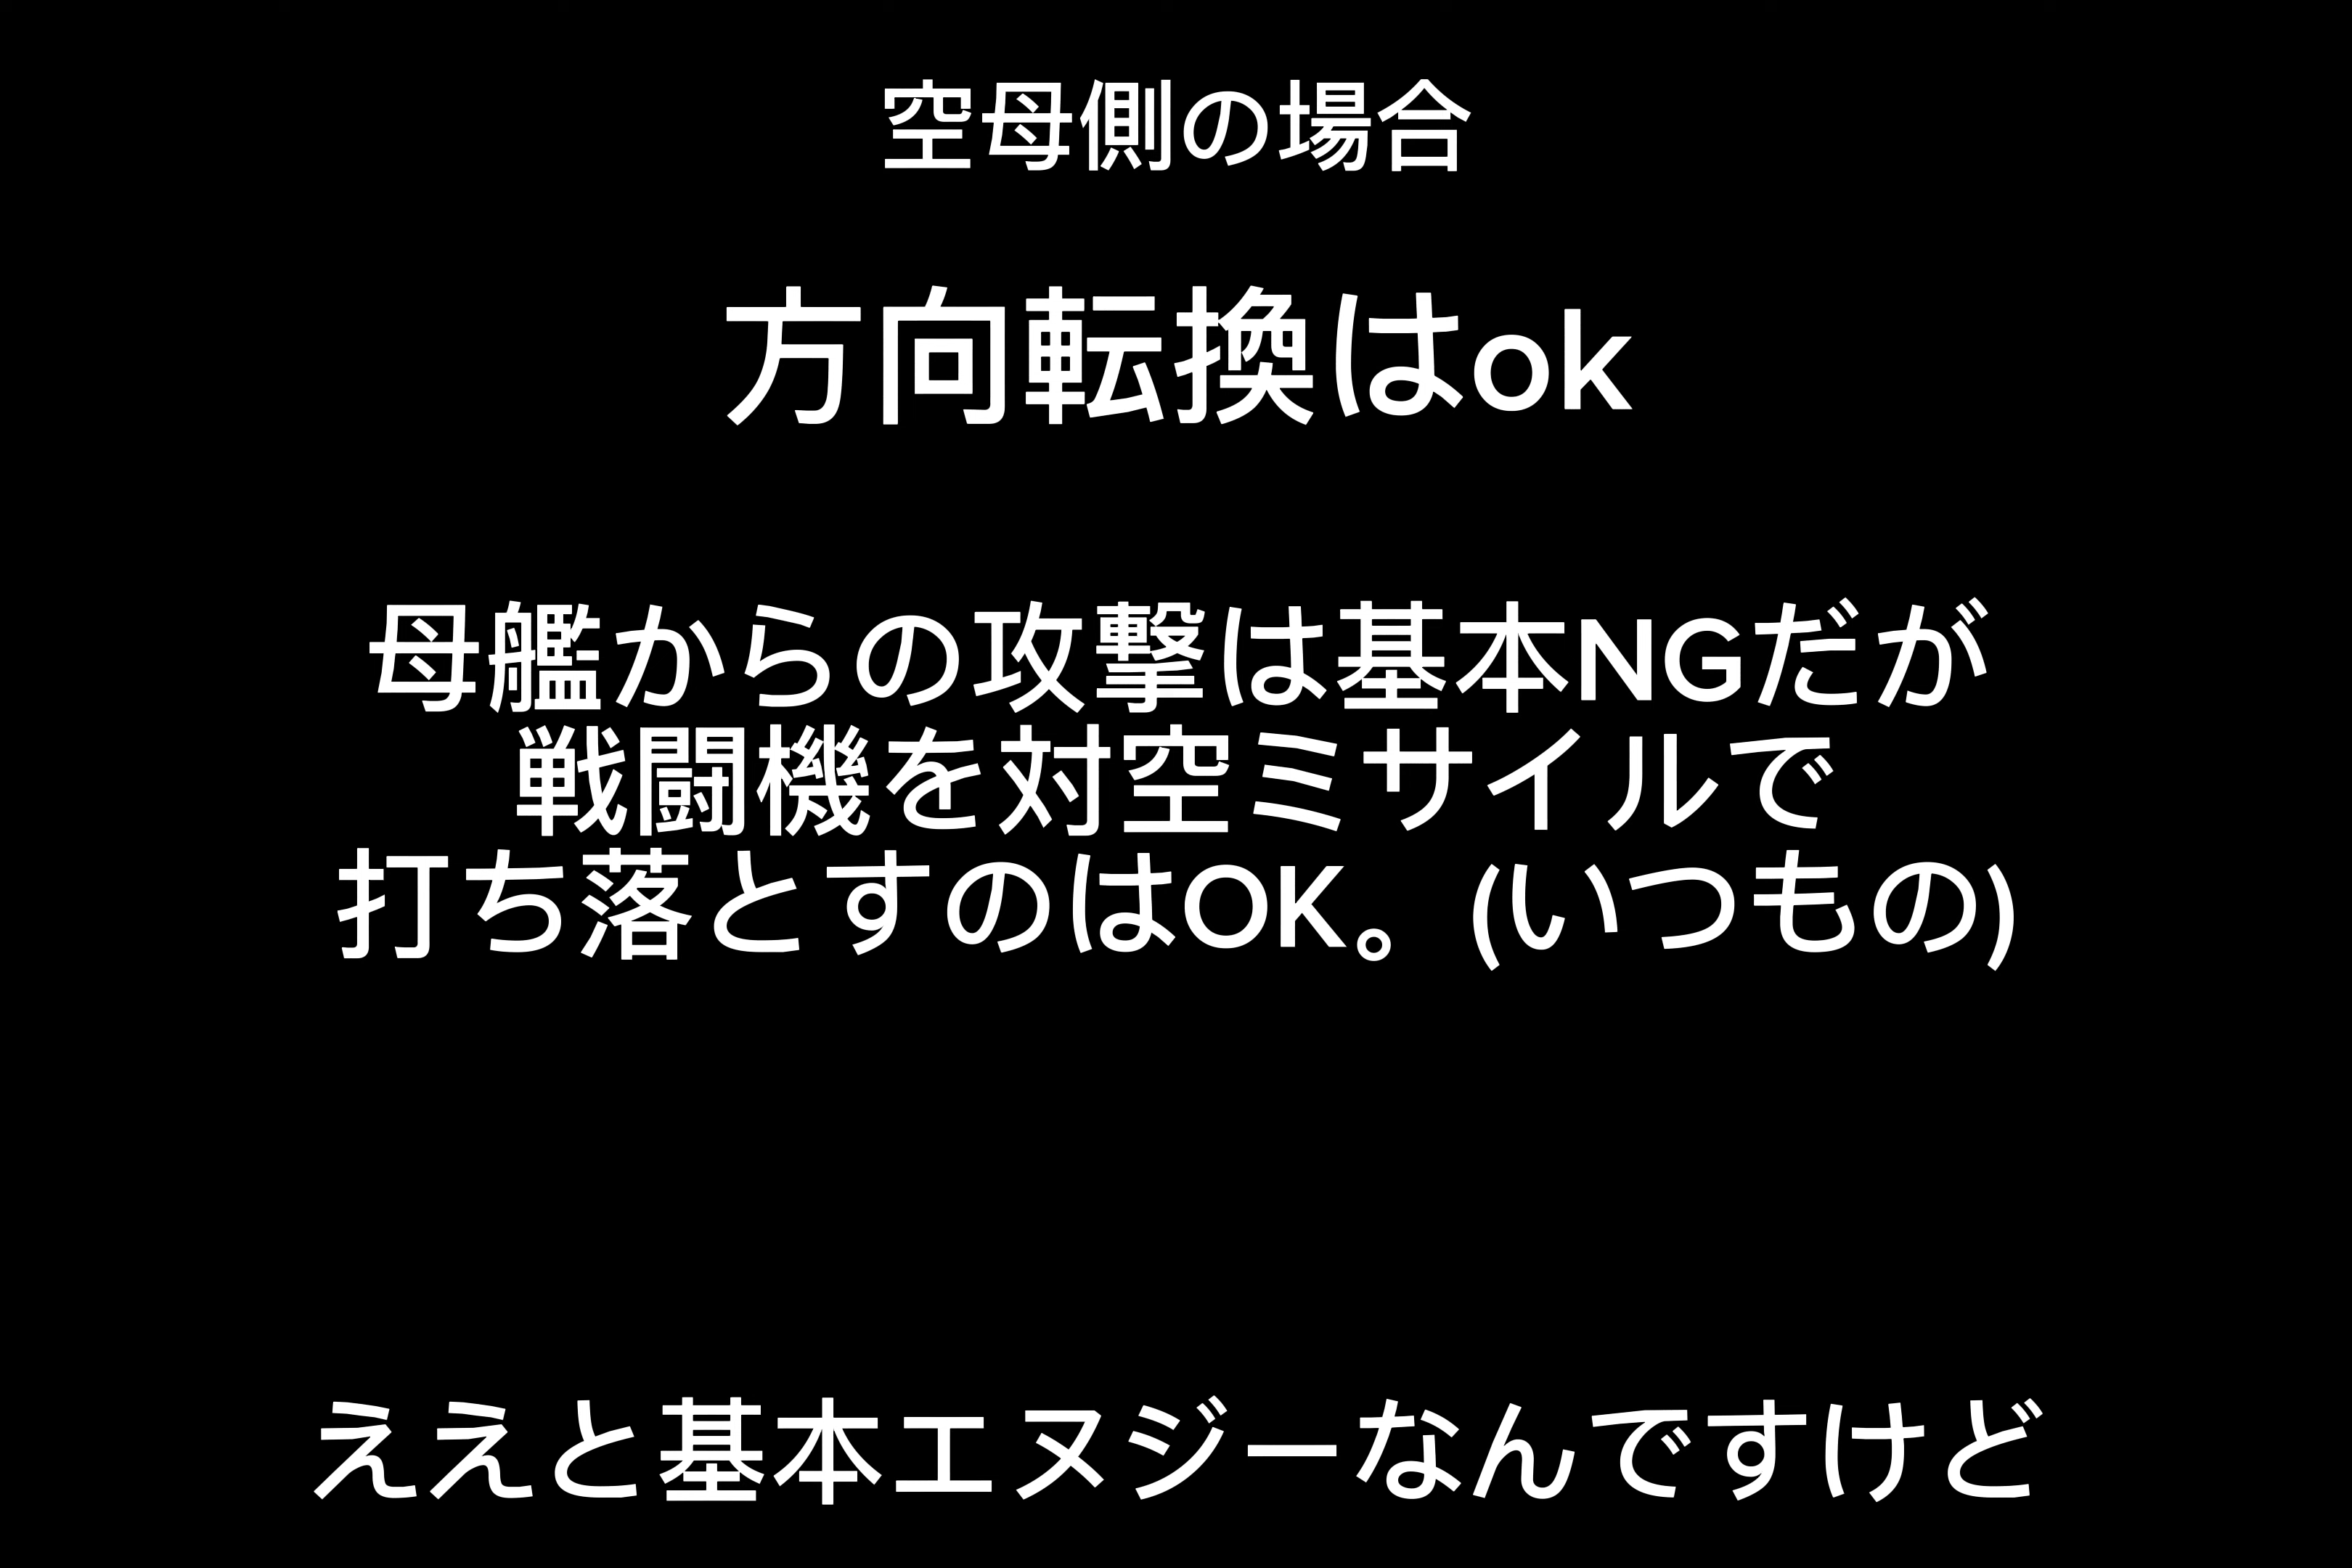 空母側の場合
方向転換はok
母艦からの攻撃は基本NGだが
戦闘機を対空ミサイルで
打ち落とすのはOK。(いつもの)
ええと基本エヌジーなんですけど